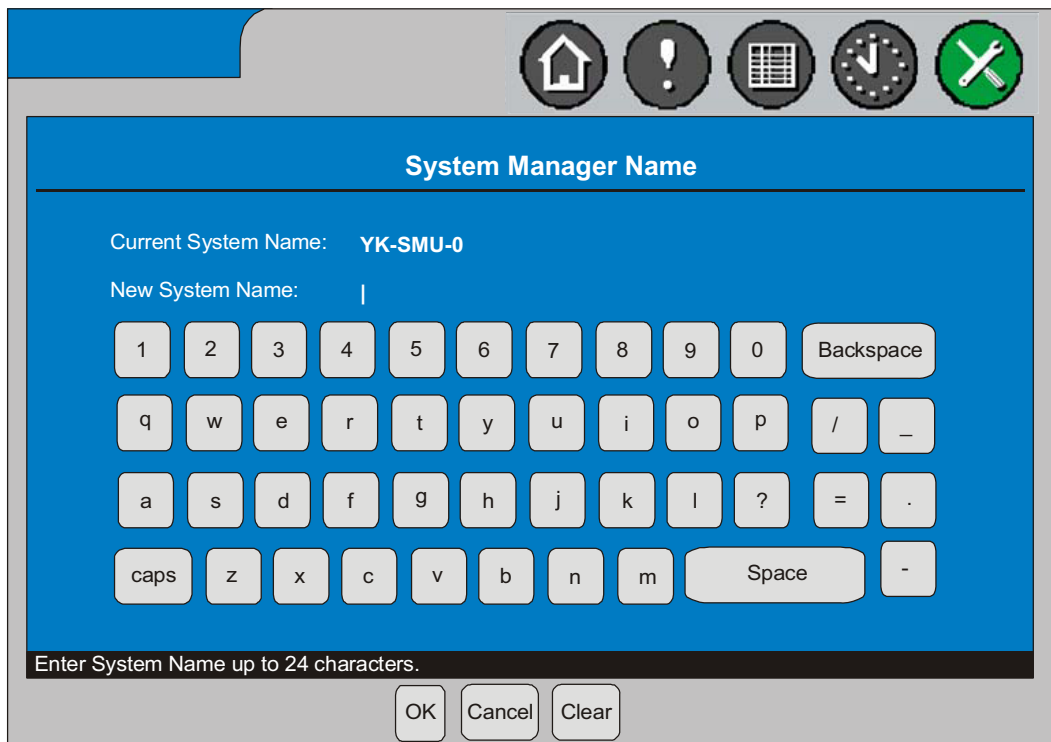 System Manager Name
Current System Name: YK-SMU-0
New System Name: |
1 2 3 4 5 6 7 8 9 0 Backspace
q w e r t y u i o p / _
a s d f g h j k l ? = .
caps z x c v b n m Space -
Enter System Name up to 24 characters.
OK Cancel Clear